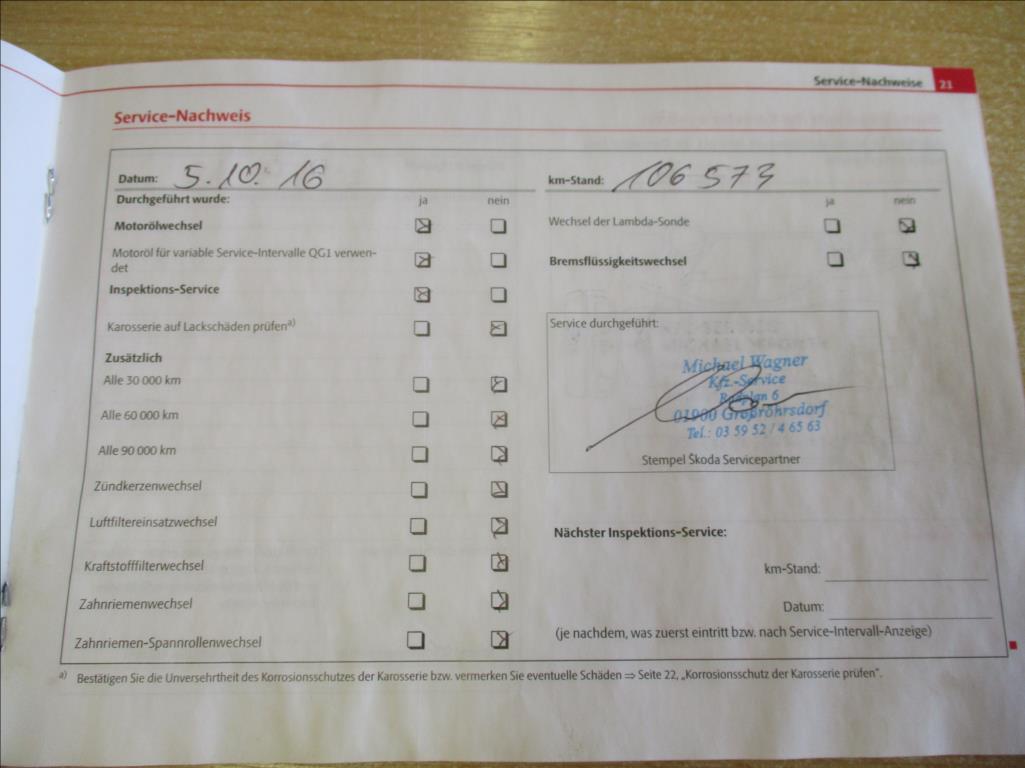 Service-Nachweise 21
Service-Nachweis
Datum: 5.10.16
km-Stand: 106 573
Durchgeführt wurde: ja nein
ja nein
Motorölwechsel
Wechsel der Lambda-Sonde
Motoröl für variable Service-Intervalle QG1 verwen-
det
Bremsflüssigkeitswechsel
Inspektions-Service
Karosserie auf Lackschäden prüfen a)
Zusätzlich
Alle 30 000 km
Alle 60 000 km
Alle 90 000 km
Zündkerzenwechsel
Luftfiltereinsatzwechsel
Kraftstofffilterwechsel
Zahnriemenwechsel
Zahnriemen-Spannrollenwechsel
Service durchgeführt:
Michael Wagner
Kfz.-Service
6
01900 Großröhrsdorf
Tel.: 03 59 52 / 4 65 63
Stempel Škoda Servicepartner
Nächster Inspektions-Service:
km-Stand:
Datum:
(je nachdem, was zuerst eintritt bzw. nach Service-Intervall-Anzeige)
a) Bestätigen Sie die Unversehrtheit des Korrosionsschutzes der Karosserie bzw. vermerken Sie eventuelle Schäden ⇒ Seite 22, „Korrosionsschutz der Karosserie prüfen“.